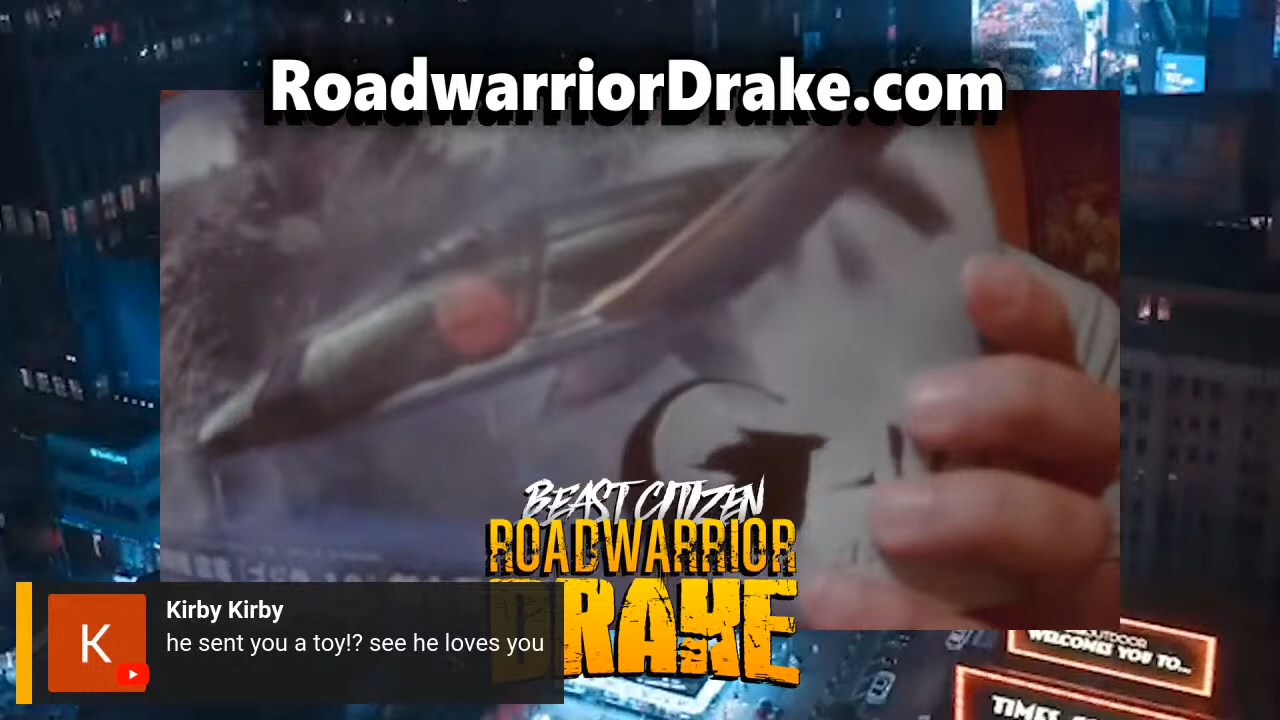 RoadwarriorDrake.com
BEAST CITIZEN
ROADWARRIOR
DRAKE
K
Kirby Kirby
he sent you a toy!? see he loves you
OUTDOOR
WELCOMES YOU TO...